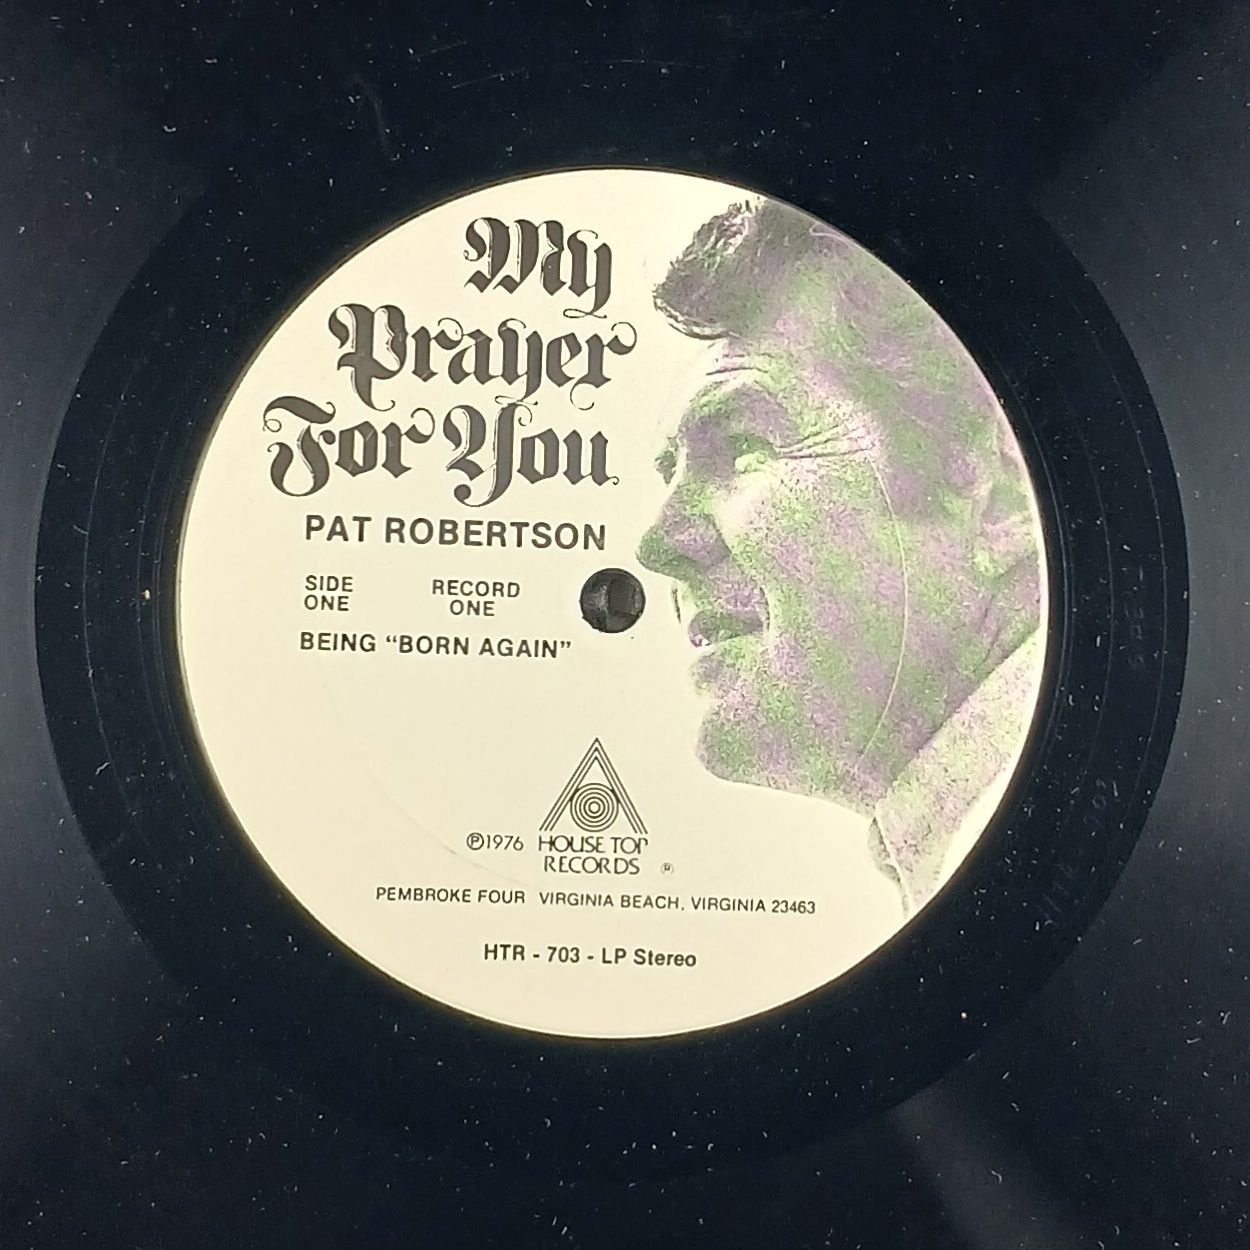 My
Prayer
For You
PAT ROBERTSON
SIDE ONE
RECORD ONE
BEING “BORN AGAIN”
℗1976
HOUSE TOP
RECORDS ®
PEMBROKE FOUR VIRGINIA BEACH, VIRGINIA 23463
HTR - 703 - LP Stereo